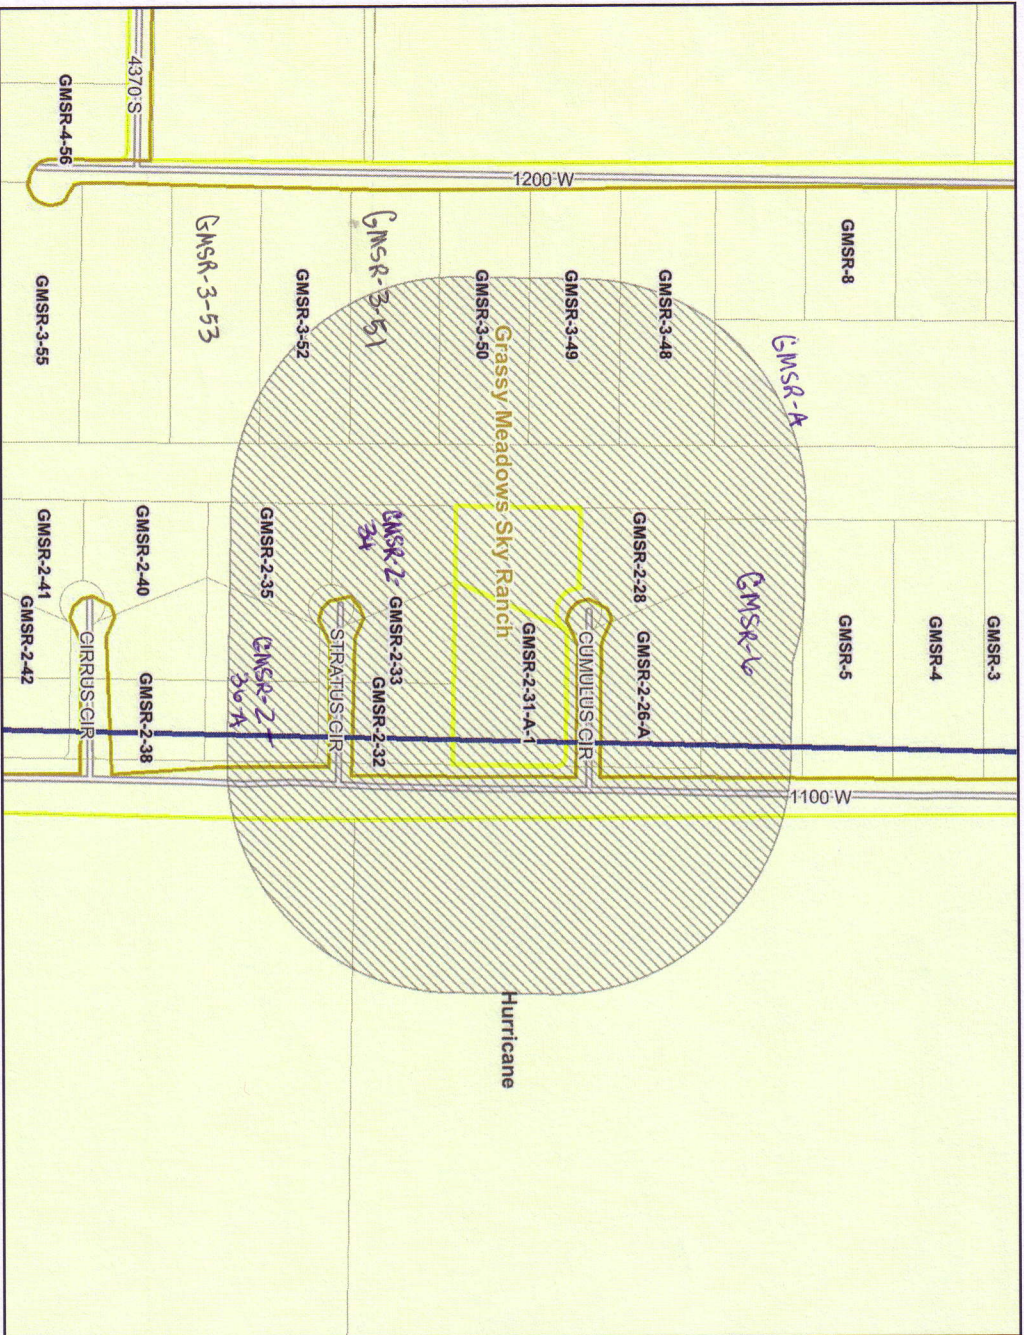 4370 S
GMSR-4-56
1200 W
GMSR-8
GMSR-A
GMSR-3-48
GMSR-3-49
GMSR-3-50
GMSR-3-51
GMSR-3-52
GMSR-3-53
GMSR-3-55
Grassy Meadows Sky Ranch
GMSR-3
GMSR-4
GMSR-5
GMSR-6
GMSR-2-28
GMSR-2-26-A
CUMULUS CIR
GMSR-2-31-A-1
GMSR-2-
34
GMSR-2-33
GMSR-2-32
STRATUS CIR
GMSR-2-35
GMSR-2-
36-A
GMSR-2-40
GMSR-2-38
CIRRUS CIR
GMSR-2-41
GMSR-2-42
1100 W
Hurricane